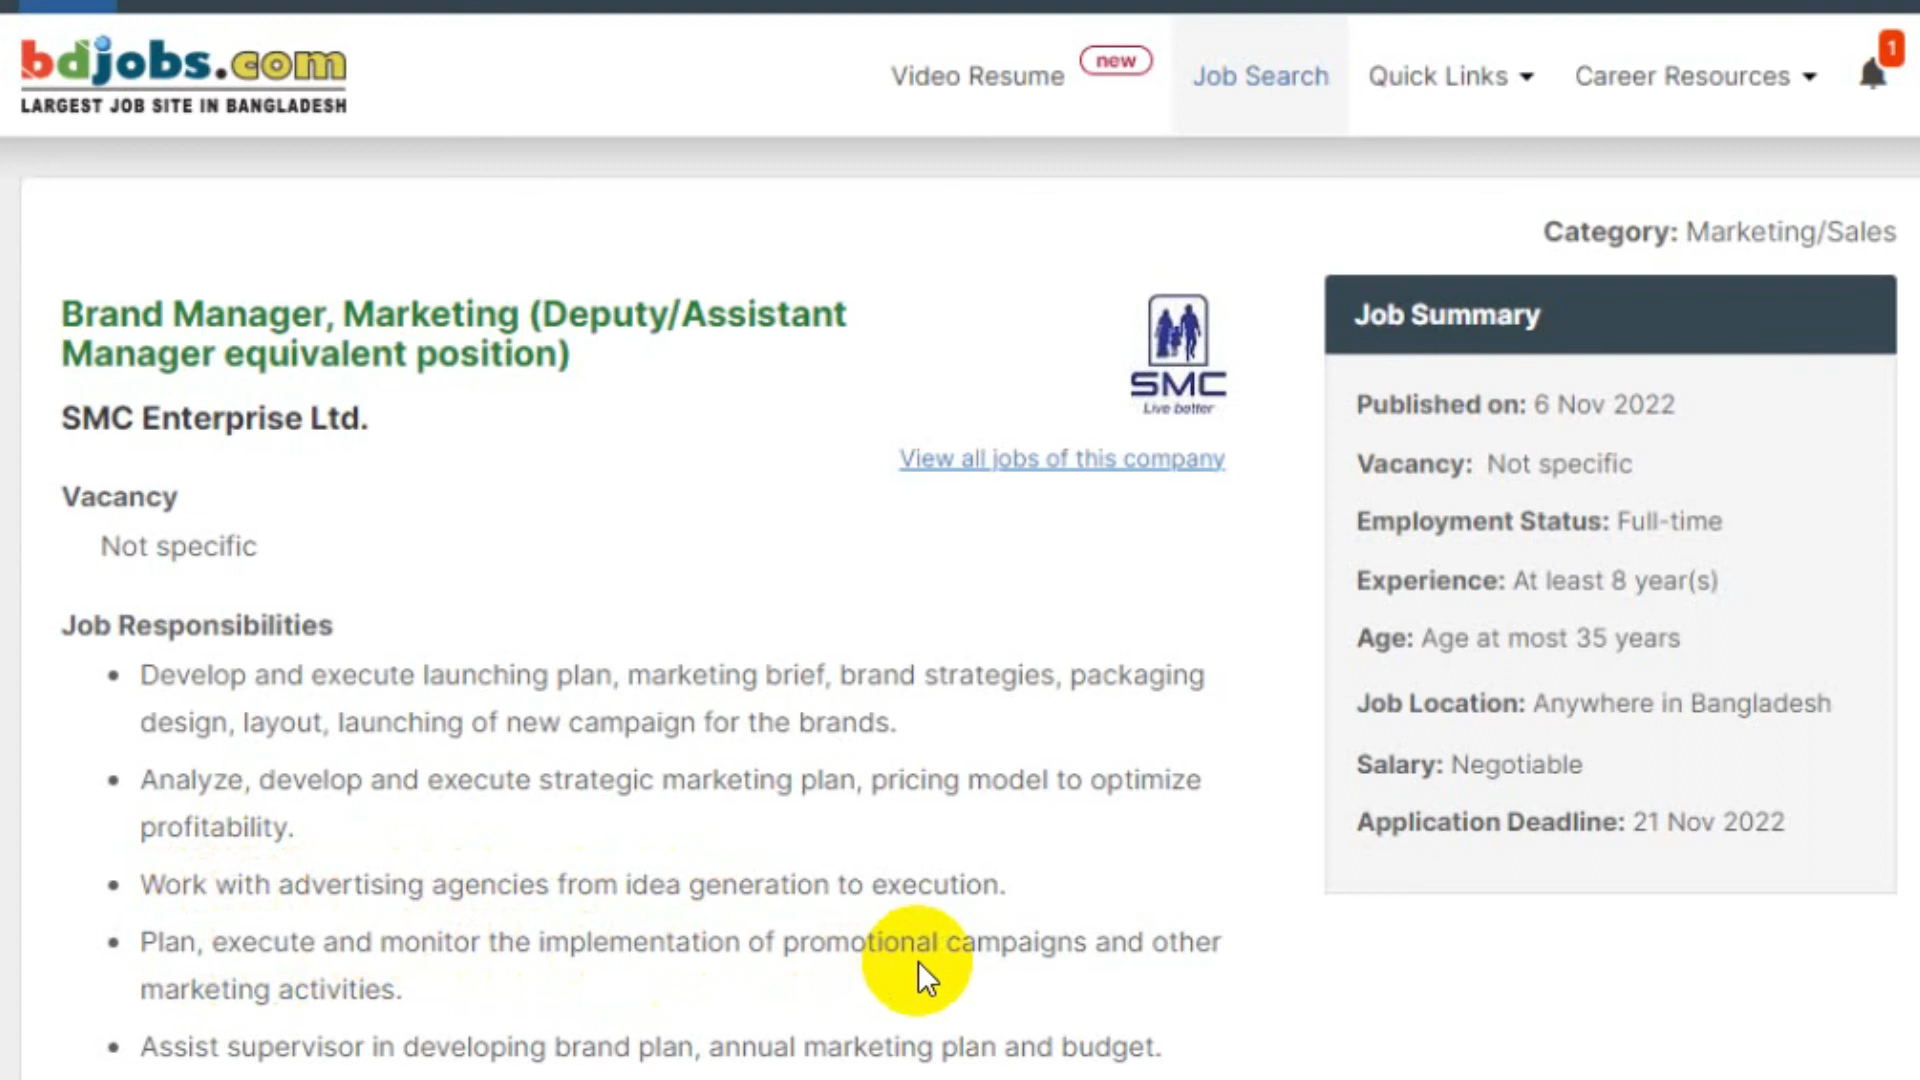 bdjobs.com
LARGEST JOB SITE IN BANGLADESH
Video Resume
new
Job Search
Quick Links
Career Resources
1
Category: Marketing/Sales
Brand Manager, Marketing (Deputy/Assistant
Manager equivalent position)
SMC
Live better
SMC Enterprise Ltd.
View all jobs of this company
Vacancy
Not specific
Job Responsibilities
Develop and execute launching plan, marketing brief, brand strategies, packaging
design, layout, launching of new campaign for the brands.
Analyze, develop and execute strategic marketing plan, pricing model to optimize
profitability.
Work with advertising agencies from idea generation to execution.
Plan, execute and monitor the implementation of promotional campaigns and other
marketing activities.
Assist supervisor in developing brand plan, annual marketing plan and budget.
Job Summary
Published on: 6 Nov 2022
Vacancy: Not specific
Employment Status: Full-time
Experience: At least 8 year(s)
Age: Age at most 35 years
Job Location: Anywhere in Bangladesh
Salary: Negotiable
Application Deadline: 21 Nov 2022